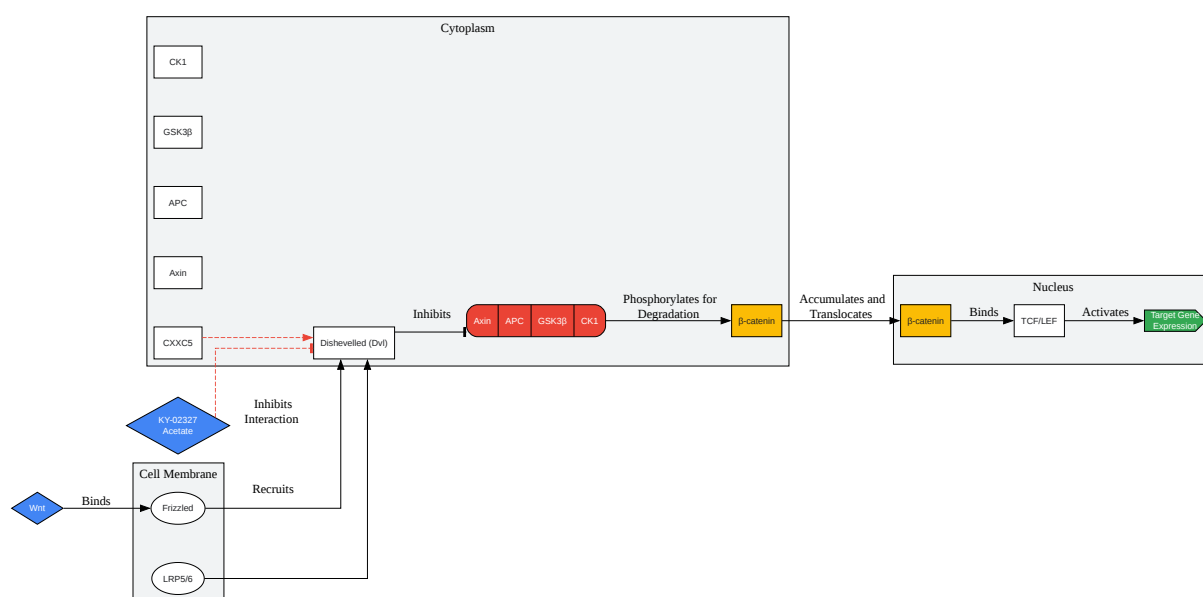 Cytoplasm
CK1
GSK3β
APC
Axin
CXXC5
Dishevelled (Dvl)
Inhibits
Axin
APC
GSK3β
CK1
Phosphorylates for
Degradation
β-catenin
Accumulates and
Translocates
Nucleus
β-catenin
Binds
TCF/LEF
Activates
Target Gene
Expression
KY-02327
Acetate
Inhibits
Interaction
Cell Membrane
Wnt
Binds
Frizzled
Recruits
LRP5/6